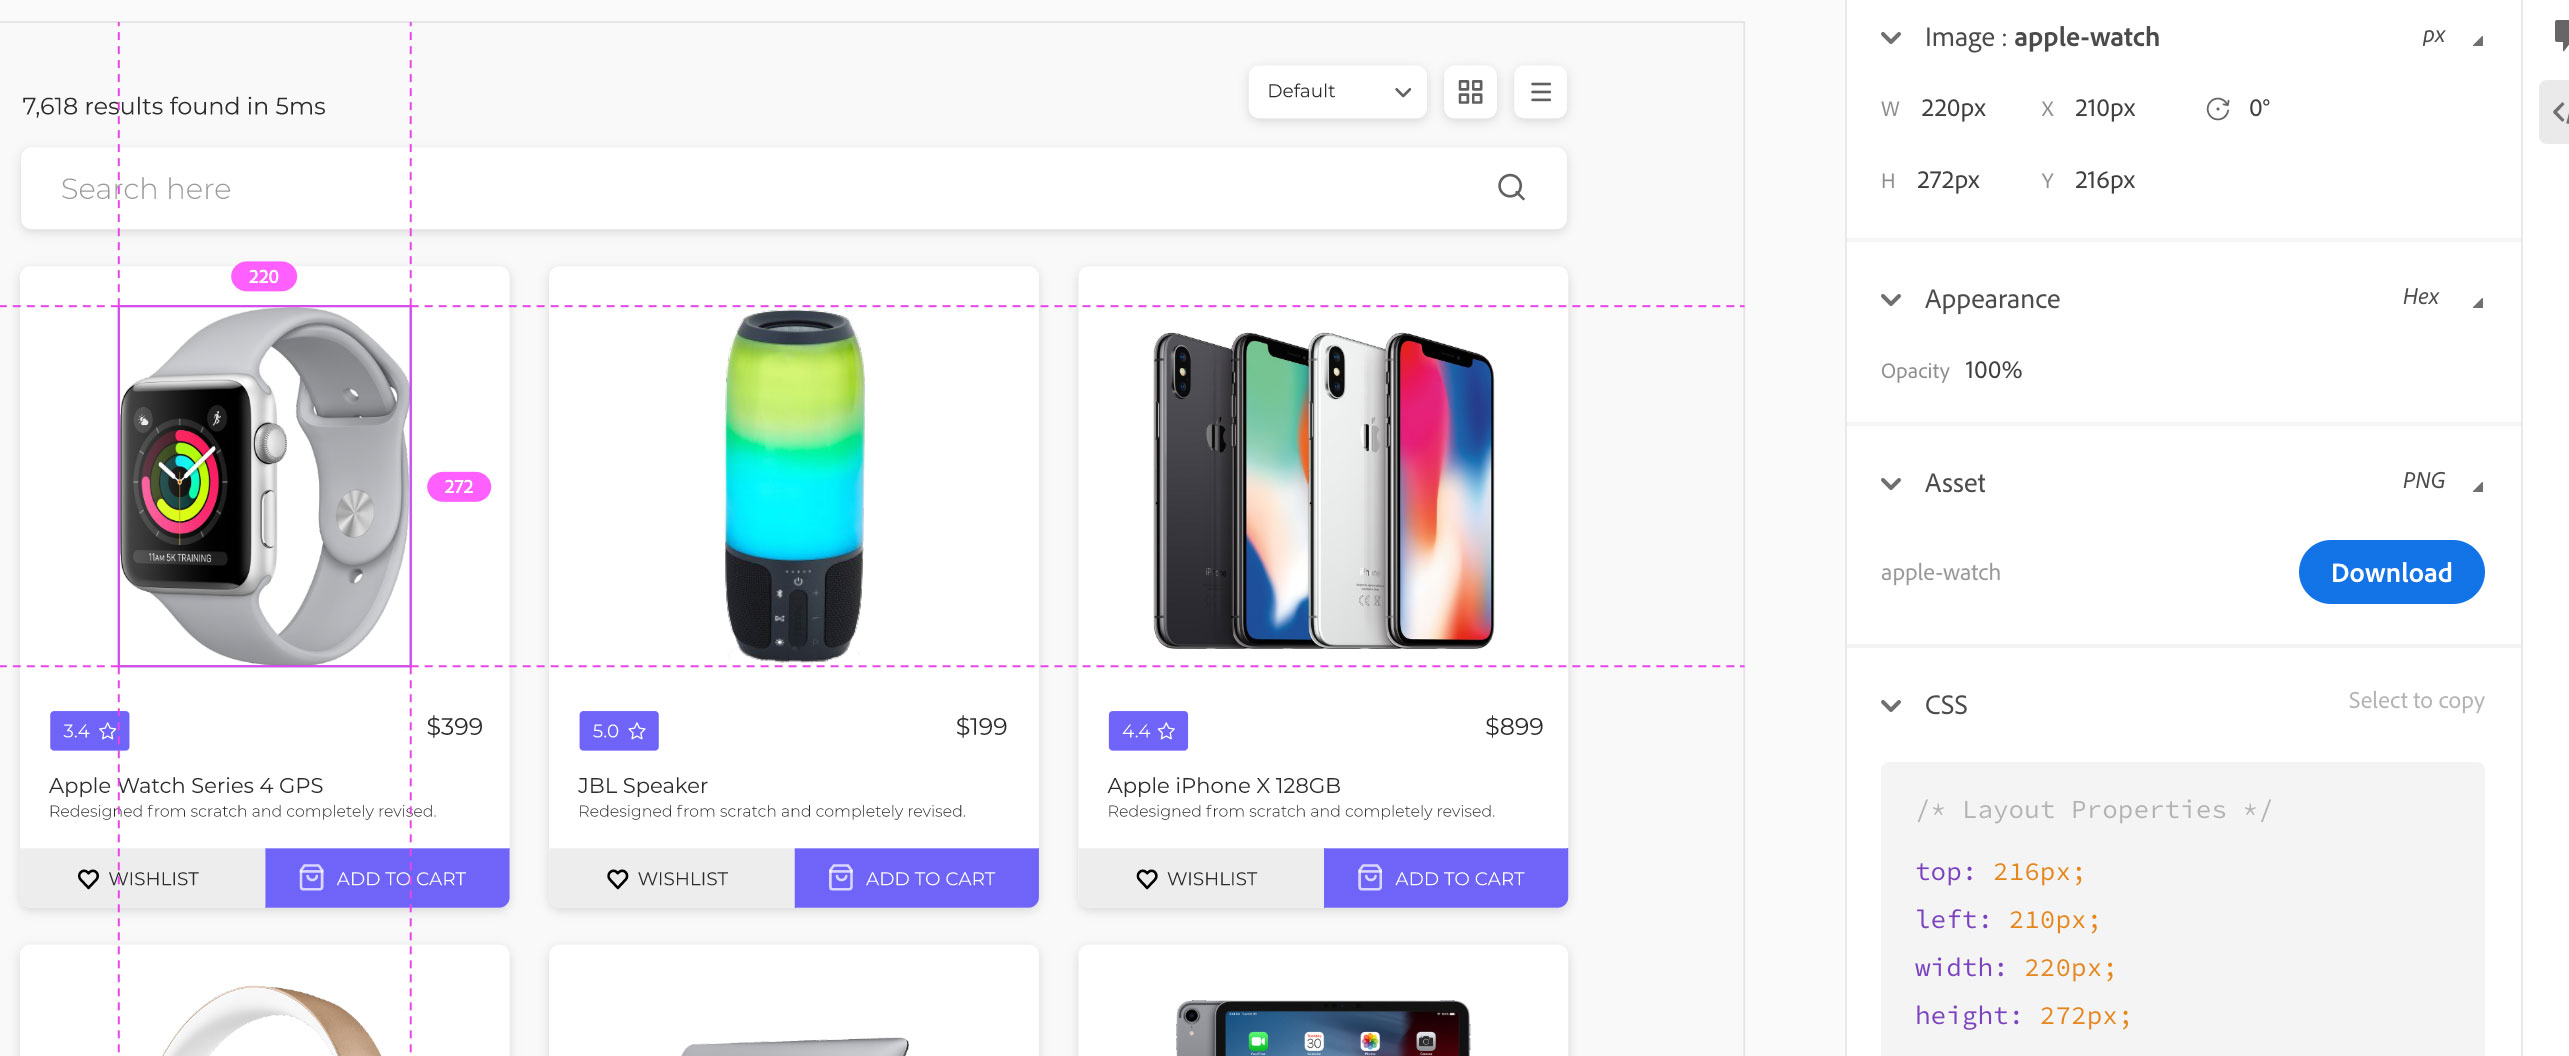 7,618 results found in 5ms
Default
Search here
220
272
11AM 5K TRAINING
3.4
$399
Apple Watch Series 4 GPS
Redesigned from scratch and completely revised.
WISHLIST
ADD TO CART
5.0
$199
JBL Speaker
Redesigned from scratch and completely revised.
WISHLIST
ADD TO CART
4.4
$899
Apple iPhone X 128GB
Redesigned from scratch and completely revised.
WISHLIST
ADD TO CART
30
Image : apple-watch
px
W 220px X 210px 0°
H 272px Y 216px
Appearance
Hex
Opacity 100%
Asset
PNG
apple-watch
Download
CSS
Select to copy
/* Layout Properties */
top: 216px;
left: 210px;
width: 220px;
height: 272px;